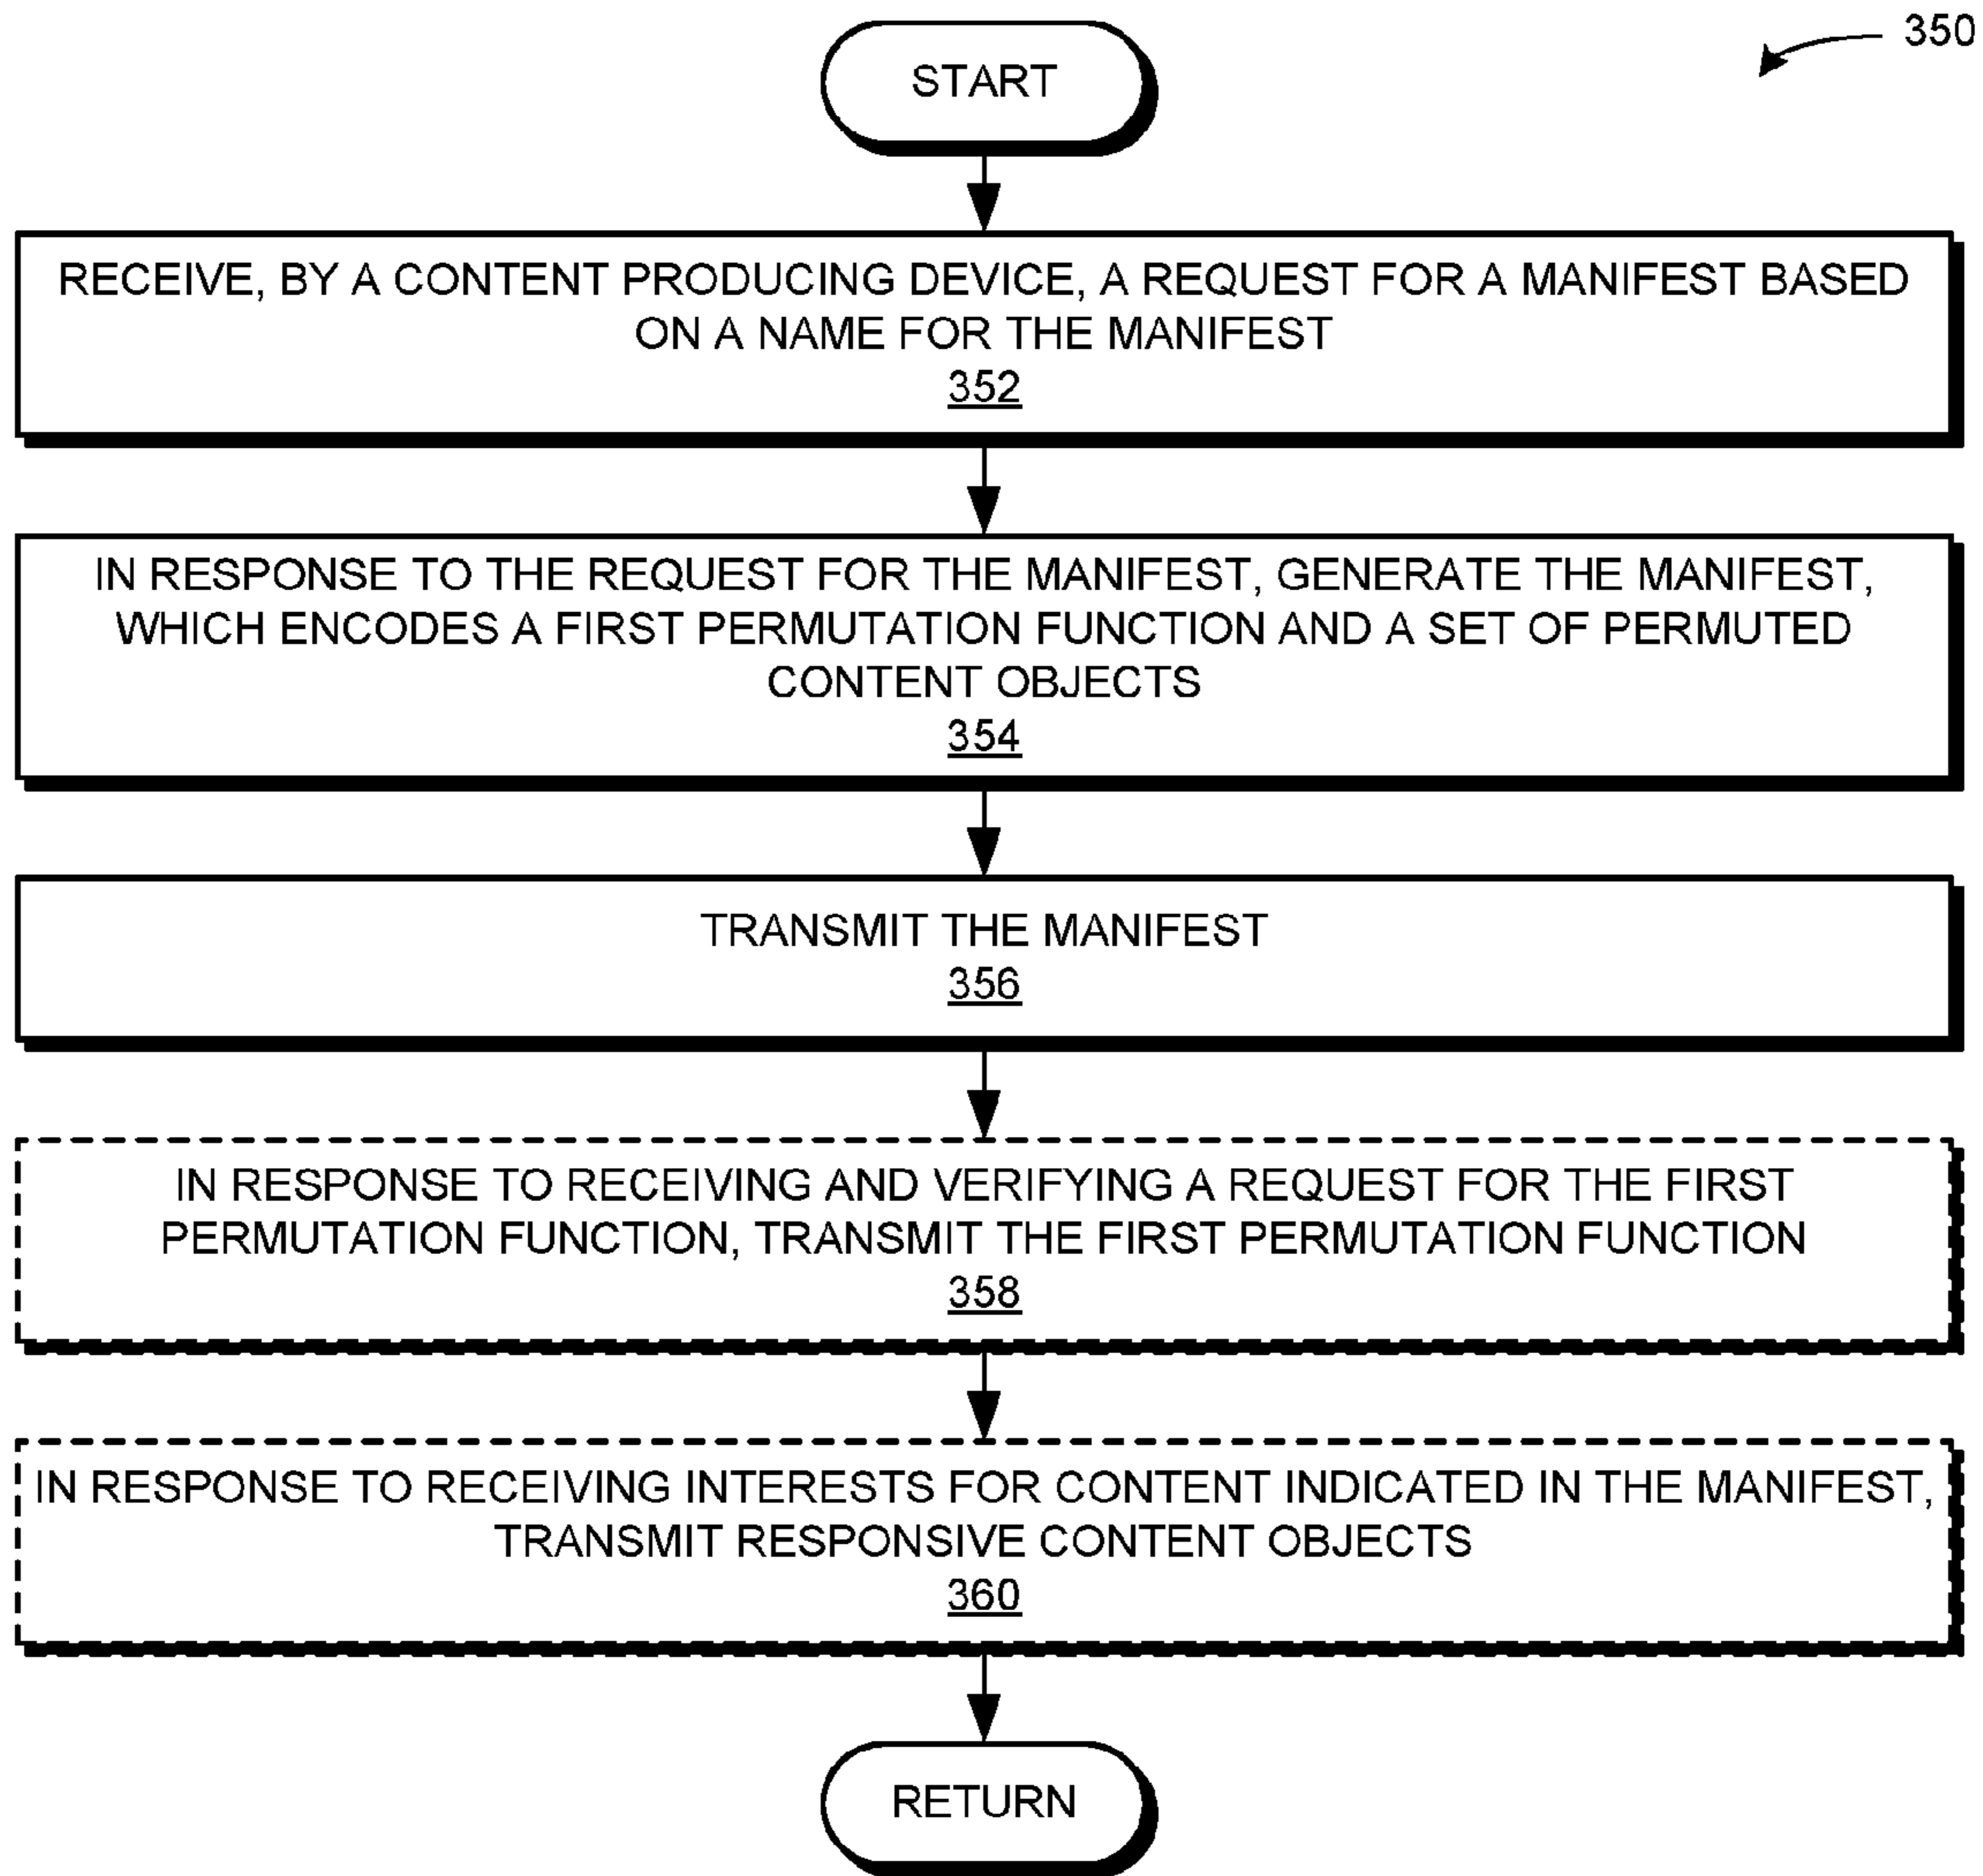 350
START
RECEIVE, BY A CONTENT PRODUCING DEVICE, A REQUEST FOR A MANIFEST BASED
ON A NAME FOR THE MANIFEST
352
IN RESPONSE TO THE REQUEST FOR THE MANIFEST, GENERATE THE MANIFEST,
WHICH ENCODES A FIRST PERMUTATION FUNCTION AND A SET OF PERMUTED
CONTENT OBJECTS
354
TRANSMIT THE MANIFEST
356
IN RESPONSE TO RECEIVING AND VERIFYING A REQUEST FOR THE FIRST
PERMUTATION FUNCTION, TRANSMIT THE FIRST PERMUTATION FUNCTION
358
IN RESPONSE TO RECEIVING INTERESTS FOR CONTENT INDICATED IN THE MANIFEST,
TRANSMIT RESPONSIVE CONTENT OBJECTS
360
RETURN